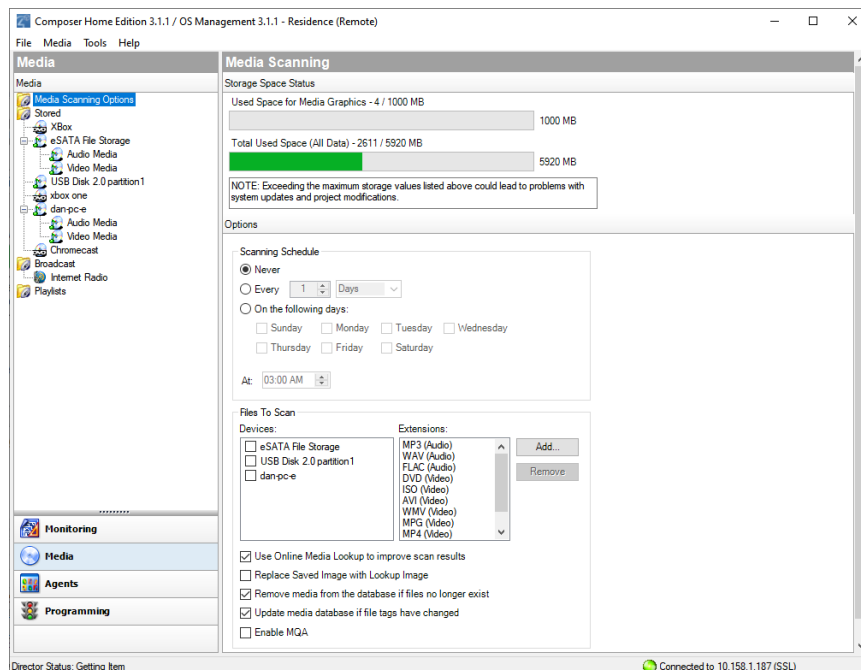 Composer Home Edition 3.1.1 / OS Management 3.1.1 - Residence (Remote)
File Media Tools Help
Media
Media
Media Scanning Options
Stored
XBox
eSATA File Storage
Audio Media
Video Media
USB Disk 2.0 partition1
xbox one
dan-pc-e
Audio Media
Video Media
Chromecast
Broadcast
Internet Radio
Playlists
Monitoring
Media
Agents
Programming
Media Scanning
Storage Space Status
Used Space for Media Graphics - 4 / 1000 MB
1000 MB
Total Used Space (All Data) - 2611 / 5920 MB
5920 MB
NOTE: Exceeding the maximum storage values listed above could lead to problems with
system updates and project modifications.
Options
Scanning Schedule
Never
Every 1 Days
On the following days:
Sunday Monday Tuesday Wednesday
Thursday Friday Saturday
At: 03:00 AM
Files To Scan
Devices:
eSATA File Storage
USB Disk 2.0 partition1
dan-pc-e
Extensions:
MP3 (Audio)
WAV (Audio)
FLAC (Audio)
DVD (Video)
ISO (Video)
AVI (Video)
WMV (Video)
MPG (Video)
MP4 (Video)
Add...
Remove
Use Online Media Lookup to improve scan results
Replace Saved Image with Lookup Image
Remove media from the database if files no longer exist
Update media database if file tags have changed
Enable MQA
Director Status: Getting Item
Connected to 10.158.1.187 (SSL)